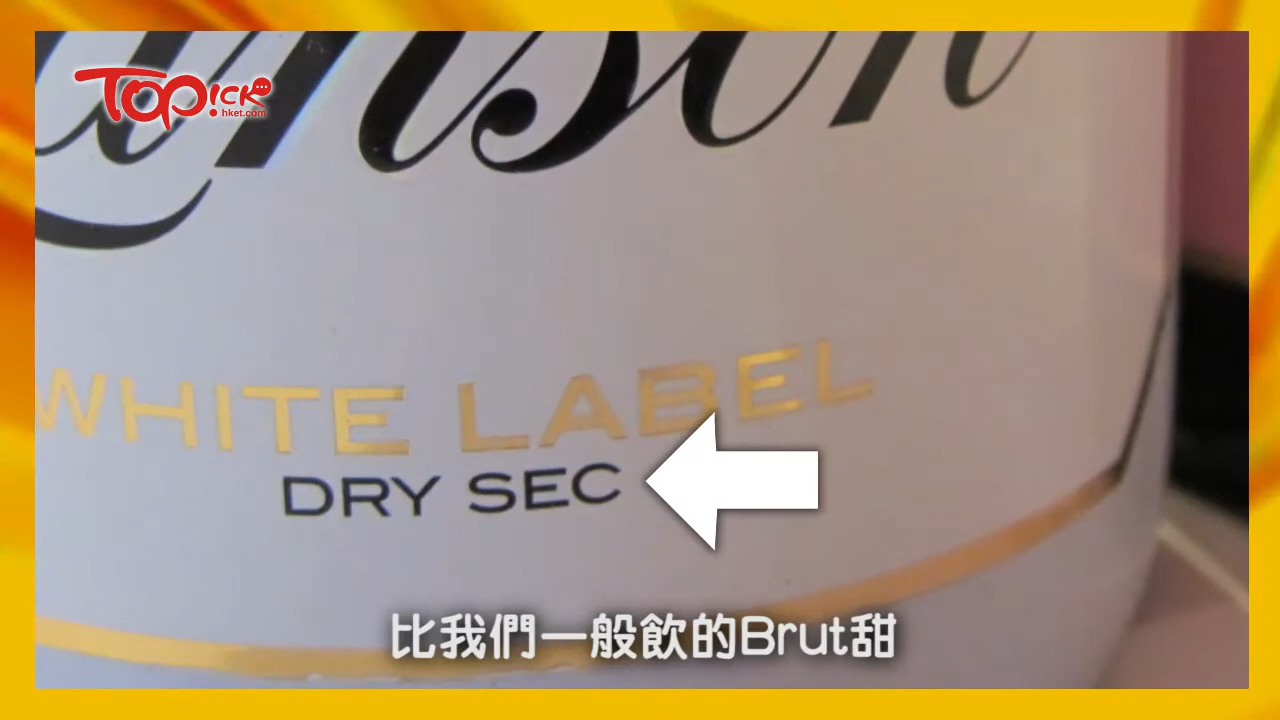 TOPick
hket.com
WHITE LABEL
DRY SEC
比我們一般飲的Brut甜